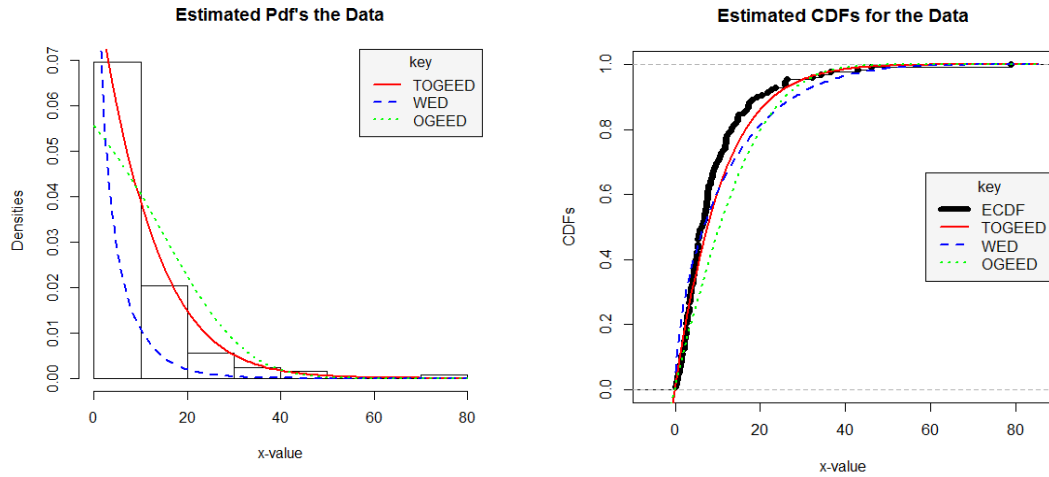 Estimated Pdf's the Data
Densities
0.07
0.06
0.05
0.04
0.03
0.02
0.01
0.00
key
TOGEED
WED
OGEED
0 20 40 60 80
x-value
Estimated CDFs for the Data
CDFs
1.0
0.8
0.6
0.4
0.2
0.0
key
ECDF
TOGEED
WED
OGEED
0 20 40 60 80
x-value